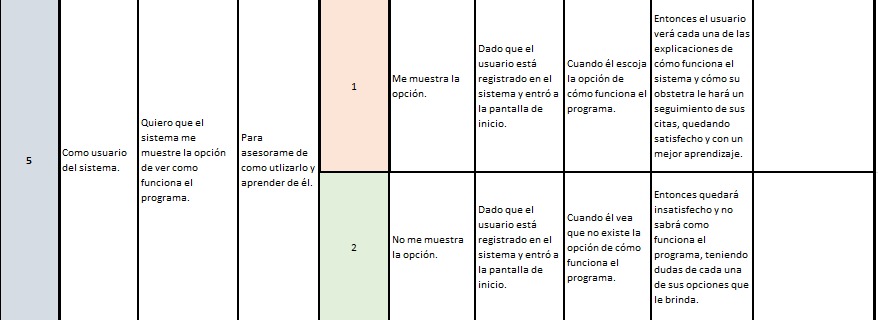 5
Como usuario
del sistema.
Quiero que el
sistema me
muestre la opción
de ver como
funciona el
programa.
Para
asesorame de
como utlizarlo y
aprender de él.
1
Me muestra la
opción.
Dado que el
usuario está
registrado en el
sistema y entró a
la pantalla de
inicio.
Cuando él escoja
la opción de
cómo funciona el
programa.
Entonces el usuario
verá cada una de las
explicaciones de
cómo funciona el
sistema y cómo su
obstetra le hará un
seguimiento de sus
citas, quedando
satisfecho y con un
mejor aprendizaje.
2
No me muestra
la opción.
Dado que el
usuario está
registrado en el
sistema y entró a
la pantalla de
inicio.
Cuando él vea
que no existe la
opción de cómo
funciona el
programa.
Entonces quedará
insatisfecho y no
sabrá como
funciona el
programa, teniendo
dudas de cada una
de sus opciones que
le brinda.